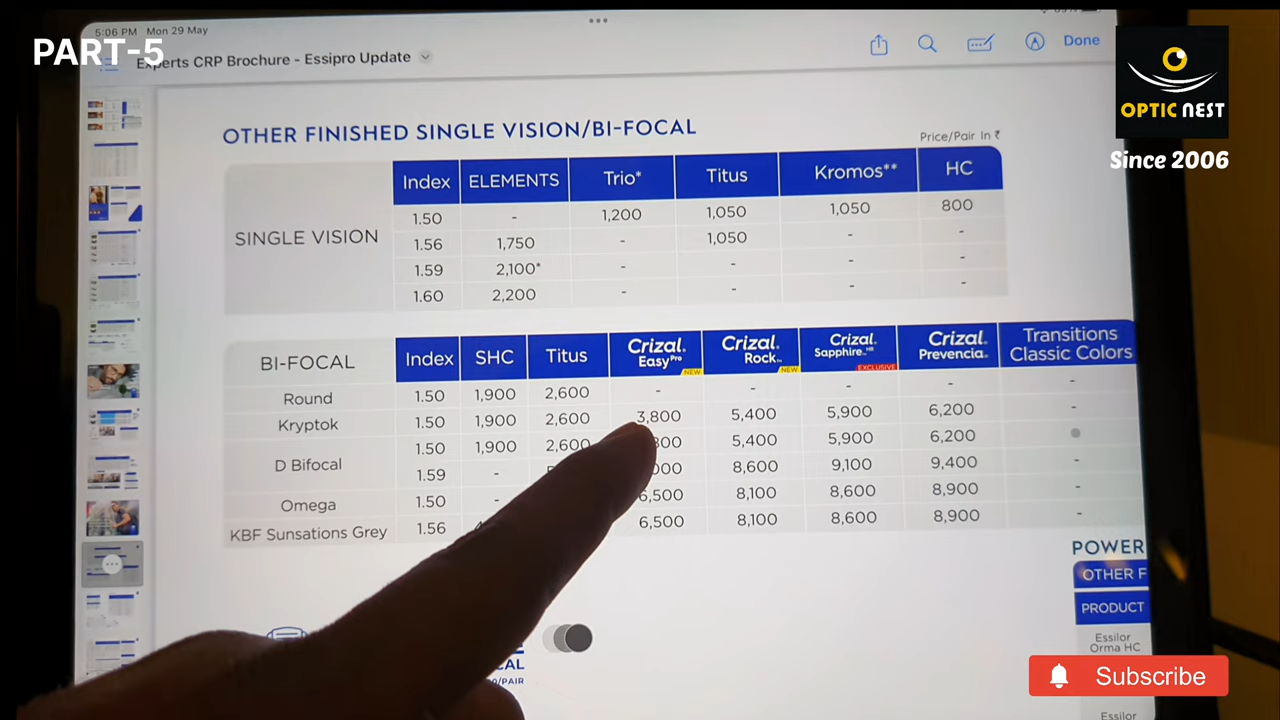 5:06 PM Mon 29 May
PART-5
Experts CRP Brochure - Essipro Update
Done
OPTIC NEST
Since 2006
OTHER FINISHED SINGLE VISION/BI-FOCAL
Price/Pair In ₹
Index ELEMENTS Trio* Titus Kromos** HC
SINGLE VISION
1.50 - 1,200 1,050 1,050 800
1.56 1,750 - 1,050 - -
1.59 2,100* - - - -
1.60 2,200 - - - -
BI-FOCAL Index SHC Titus Crizal Easy Pro NEW Crizal Rock NEW Crizal Sapphire HR EXCLUSIVE Crizal Prevencia Transitions Classic Colors
Round 1.50 1,900 2,600 - - - - -
Kryptok 1.50 1,900 2,600 3,800 5,400 5,900 6,200 -
D Bifocal 1.50 1,900 2,600 5,400 5,900 6,200
1.59 - 8,600 9,100 9,400 -
Omega 1.50 - 6,500 8,100 8,600 8,900 -
KBF Sunsations Grey 1.56 6,500 8,100 8,600 8,900 -
POWER
OTHER F
PRODUCT
Essilor
Orma HC
Subscribe
Essilor